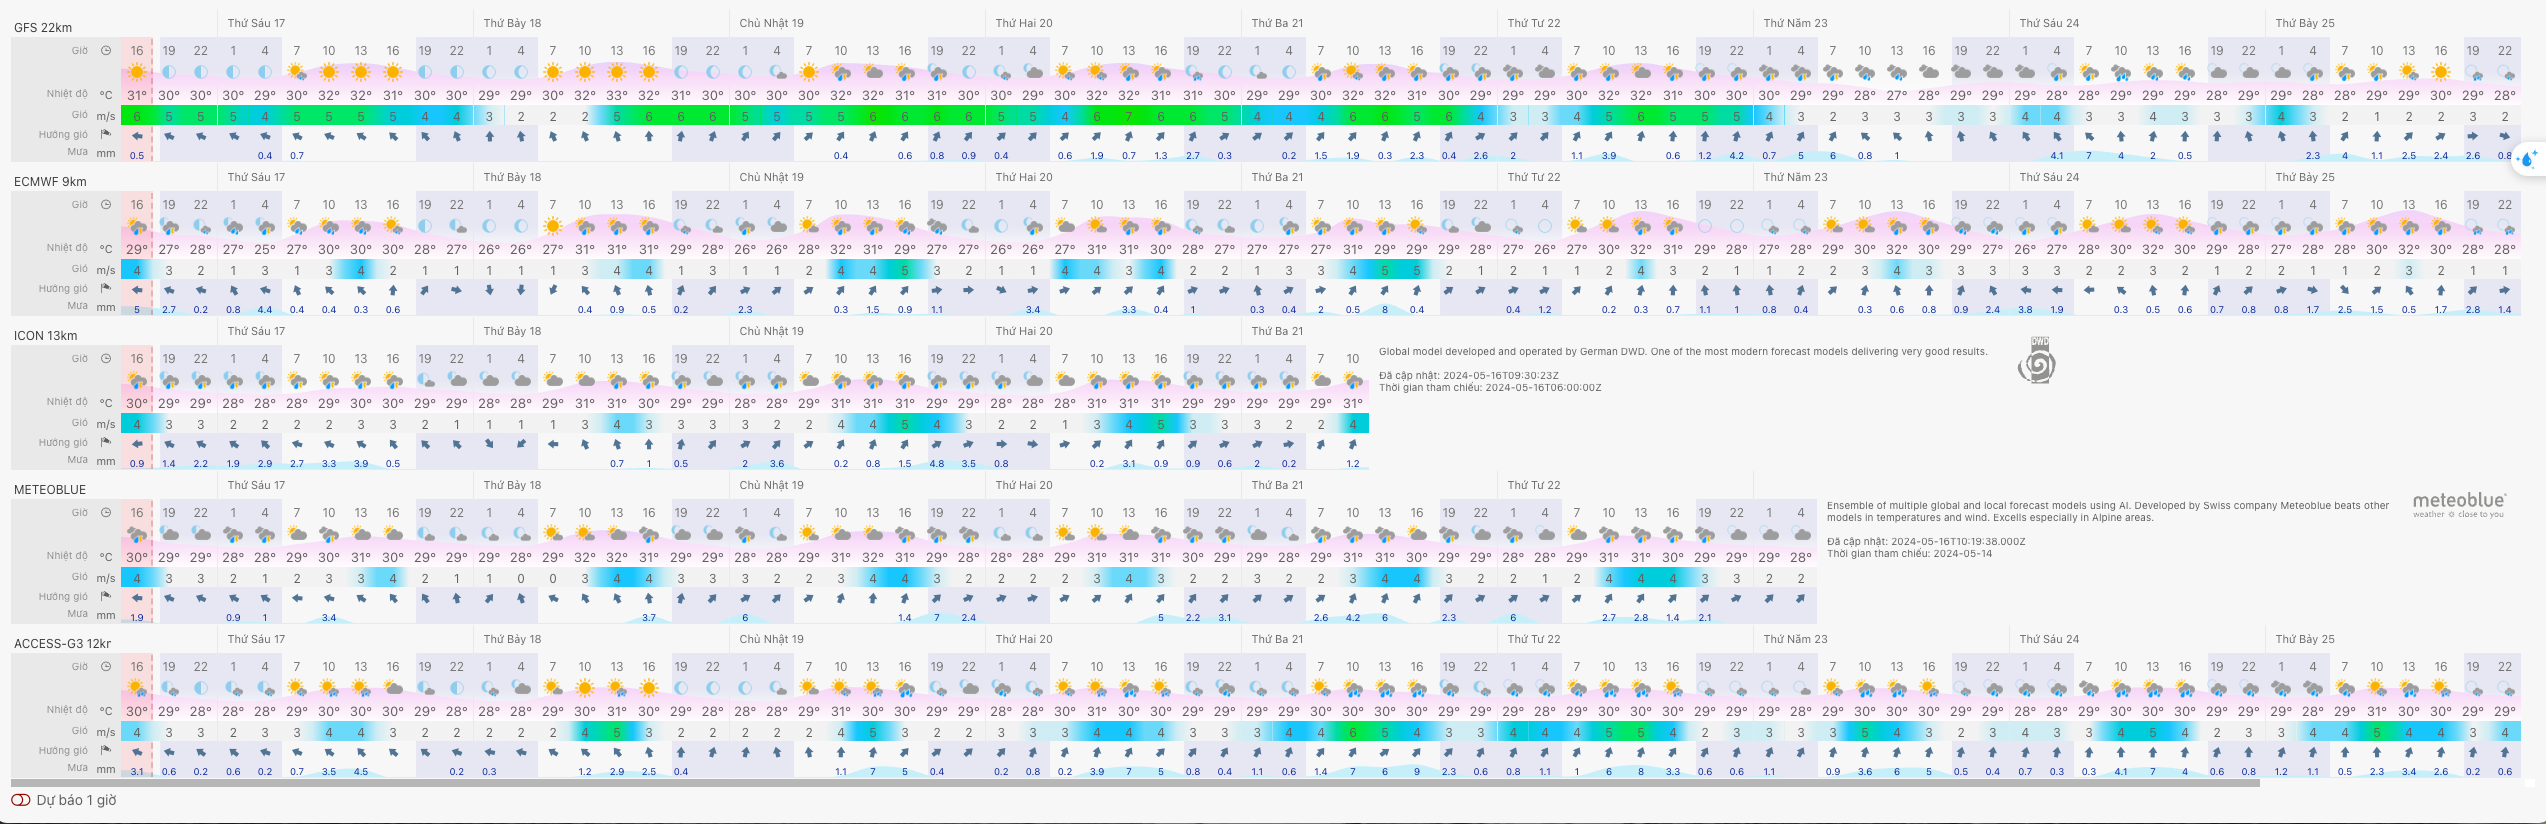 Thứ Sáu 17 Thứ Bảy 18 Chủ Nhật 19 Thứ Hai 20 Thứ Ba 21 Thứ Tư 22 Thứ Năm 23 Thứ Sáu 24 Thứ Bảy 25
GFS 22km
Giờ 16 19 22 1 4 7 10 13 16 19 22 1 4 7 10 13 16 19 22 1 4 7 10 13 16 19 22 1 4 7 10 13 16 19 22 1 4 7 10 13 16 19 22 1 4 7 10 13 16 19 22 1 4 7 10 13 16 19 22 1 4 7 10 13 16 19 22 1 4 7 10 13 16 19 22
Nhiệt độ °C 31° 30° 30° 30° 29° 30° 32° 32° 31° 30° 30° 29° 29° 30° 32° 33° 32° 31° 30° 30° 30° 30° 32° 32° 31° 31° 30° 30° 30° 30° 32° 32° 31° 31° 30° 29° 29° 30° 32° 32° 31° 30° 30° 29° 29° 30° 32° 32° 31° 30° 30° 30° 29° 29° 28° 27° 28° 29° 29° 29° 28° 28° 29° 30° 29° 29° 29° 29° 28° 28° 29° 29° 30° 29° 28°
Gió m/s 6 5 5 5 4 5 5 5 5 4 4 3 2 2 2 5 6 6 6 5 5 5 5 6 6 6 6 5 5 4 6 7 6 6 5 4 4 4 6 6 5 6 4 3 3 4 5 6 5 5 5 4 3 2 3 3 3 3 3 4 4 3 3 4 3 3 3 4 3 2 1 2 2 3 2
Hướng gió
Mưa mm 0.5 0.4 0.7 0.4 0.6 0.8 0.9 0.4 0.6 1.9 0.7 1.3 2.7 0.3 0.2 1.5 1.9 0.3 2.3 0.4 2.6 2 1.1 3.9 0.6 1.2 4.2 0.7 5 6 0.8 1 4.1 7 4 2 0.5 2.3 4 1.1 2.5 2.4 2.6 0.8
Thứ Sáu 17 Thứ Bảy 18 Chủ Nhật 19 Thứ Hai 20 Thứ Ba 21 Thứ Tư 22 Thứ Năm 23 Thứ Sáu 24 Thứ Bảy 25
ECMWF 9km
Giờ 16 19 22 1 4 7 10 13 16 19 22 1 4 7 10 13 16 19 22 1 4 7 10 13 16 19 22 1 4 7 10 13 16 19 22 1 4 7 10 13 16 19 22 1 4 7 10 13 16 19 22 1 4 7 10 13 16 19 22 1 4 7 10 13 16 19 22 1 4 7 10 13 16 19 22
Nhiệt độ °C 29° 27° 28° 27° 25° 27° 30° 30° 30° 28° 27° 26° 26° 27° 31° 31° 31° 29° 28° 26° 26° 28° 32° 31° 29° 27° 27° 26° 26° 27° 31° 31° 30° 28° 27° 27° 27° 27° 31° 29° 29° 29° 28° 27° 26° 27° 30° 32° 31° 29° 28° 27° 28° 29° 30° 32° 31° 29° 27° 26° 27° 28° 30° 32° 30° 29° 28° 27° 28° 29° 30° 32° 30° 29° 28°
Gió m/s 4 3 2 1 3 1 3 4 2 1 1 1 1 1 3 4 4 1 3 1 1 2 4 4 5 3 2 1 1 4 4 3 4 2 2 1 3 3 4 5 5 2 1 2 1 1 2 4 3 2 1 1 2 2 3 4 3 3 3 3 3 2 2 3 2 1 2 2 1 1 2 3 2 1 1
Hướng gió
Mưa mm 5 2.7 0.2 0.8 4.4 0.4 0.4 0.3 0.6 0.4 0.9 0.5 0.2 2.3 0.3 1.5 0.9 1.1 3.4 3.3 0.4 1 0.3 0.4 2 0.5 8 0.4 0.4 1.2 0.2 0.3 0.7 1.1 1 0.8 0.4 0.3 0.6 0.8 0.9 2.4 3.8 1.9 0.3 0.5 0.6 0.7 0.8 0.8 1.7 2.5 1.5 0.5 1.7 2.8 1.4
Thứ Sáu 17 Thứ Bảy 18 Chủ Nhật 19 Thứ Hai 20 Thứ Ba 21
ICON 13km
Giờ 16 19 22 1 4 7 10 13 16 19 22 1 4 7 10 13 16 19 22 1 4 7 10 13 16 19 22 1 4 7 10 13 16 19 22 1 4 7 10
Nhiệt độ °C 30° 29° 29° 28° 28° 28° 29° 30° 30° 29° 29° 28° 28° 29° 31° 31° 30° 29° 29° 28° 28° 29° 31° 31° 31° 29° 29° 28° 28° 28° 31° 31° 31° 29° 29° 28° 28° 29° 31°
Gió m/s 4 3 3 2 2 2 2 3 3 2 1 1 1 1 3 4 3 3 3 3 2 2 4 4 5 4 3 2 2 1 3 4 5 3 3 3 2 2 4
Hướng gió
Mưa mm 0.9 1.4 2.2 1.9 2.9 2.7 3.3 3.9 0.5 0.7 1 0.5 2 3.6 0.2 0.8 1.5 4.8 3.5 0.8 0.2 3.1 0.9 0.9 0.6 2 0.2 1.2
DWD
Global model developed and operated by German DWD. One of the most modern forecast models delivering very good results.
Đã cập nhật: 2024-05-16T09:30:23Z
Thời gian tham chiếu: 2024-05-16T06:00:00Z
Thứ Sáu 17 Thứ Bảy 18 Chủ Nhật 19 Thứ Hai 20 Thứ Ba 21 Thứ Tư 22
METEOBLUE
Giờ 16 19 22 1 4 7 10 13 16 19 22 1 4 7 10 13 16 19 22 1 4 7 10 13 16 19 22 1 4 7 10 13 16 19 22 1 4 7 10 13 16 19 22 1 4 7 10 13 16 19 22 1 4
Nhiệt độ °C 30° 29° 29° 29° 28° 29° 30° 31° 30° 29° 29° 28° 28° 29° 32° 32° 31° 30° 29° 29° 28° 29° 31° 32° 31° 29° 29° 28° 28° 29° 31° 31° 31° 30° 29° 29° 28° 29° 31° 31° 31° 30° 29° 29° 28° 29° 31° 31° 30° 29° 29° 29° 28°
Gió m/s 4 3 3 2 1 2 3 3 4 2 1 1 0 0 3 4 4 3 3 3 2 2 3 4 4 3 2 2 2 2 3 4 3 2 2 3 2 2 3 4 4 3 2 2 1 2 4 4 4 3 3 2 2
Hướng gió
Mưa mm 1.9 0.9 1 3.4 3.7 6 1.4 7 2.4 5 2.2 3.1 2.6 4.2 6 2.3 6 2.7 2.8 1.4 2.1
Ensemble of multiple global and local forecast models using AI. Developed by Swiss company Meteoblue beats other
models in temperatures and wind. Excells especially in Alpine areas.
Đã cập nhật: 2024-05-16T10:19:38.000Z
Thời gian tham chiếu: 2024-05-14
meteoblue
weather close to you
Thứ Sáu 17 Thứ Bảy 18 Chủ Nhật 19 Thứ Hai 20 Thứ Ba 21 Thứ Tư 22 Thứ Năm 23 Thứ Sáu 24 Thứ Bảy 25
ACCESS-G3 12kr
Giờ 16 19 22 1 4 7 10 13 16 19 22 1 4 7 10 13 16 19 22 1 4 7 10 13 16 19 22 1 4 7 10 13 16 19 22 1 4 7 10 13 16 19 22 1 4 7 10 13 16 19 22 1 4 7 10 13 16 19 22 1 4 7 10 13 16 19 22 1 4 7 10 13 16 19 22
Nhiệt độ °C 30° 29° 28° 28° 28° 29° 30° 31° 30° 29° 29° 28° 28° 29° 30° 31° 30° 29° 28° 28° 28° 29° 31° 30° 30° 29° 29° 29° 28° 30° 30° 31° 30° 29° 29° 29° 29° 30° 31° 30° 30° 29° 29° 29° 29° 29° 30° 31° 30° 29° 29° 29° 28° 29° 30° 30° 30° 29° 29° 29° 28° 29° 30° 30° 30° 29° 29° 29° 28° 29° 31° 30° 30° 29° 29°
Gió m/s 4 3 3 2 3 3 4 4 3 2 2 2 2 2 4 5 3 2 2 2 2 2 4 5 3 3 2 2 3 3 4 4 4 3 3 3 4 4 6 5 4 3 3 4 4 4 5 5 4 2 3 3 3 3 5 4 3 2 3 4 3 3 4 5 4 2 3 3 4 4 5 4 4 3 4
Hướng gió
Mưa mm 3.1 0.6 0.2 0.6 0.2 0.7 3.5 4.5 0.2 0.3 1.2 2.9 2.5 0.4 1.1 7 5 0.4 0.2 0.8 0.2 3.9 7 5 0.8 0.4 1.1 0.6 1.4 7 6 9 2.3 0.6 0.8 1.1 1 6 8 3.3 0.6 0.6 1.1 0.9 3.6 6 5 0.5 0.4 0.7 0.3 0.3 4.1 7 4 0.6 0.8 1.2 1.1 0.5 2.3 3.4 2.6 0.2 0.6
Dự báo 1 giờ